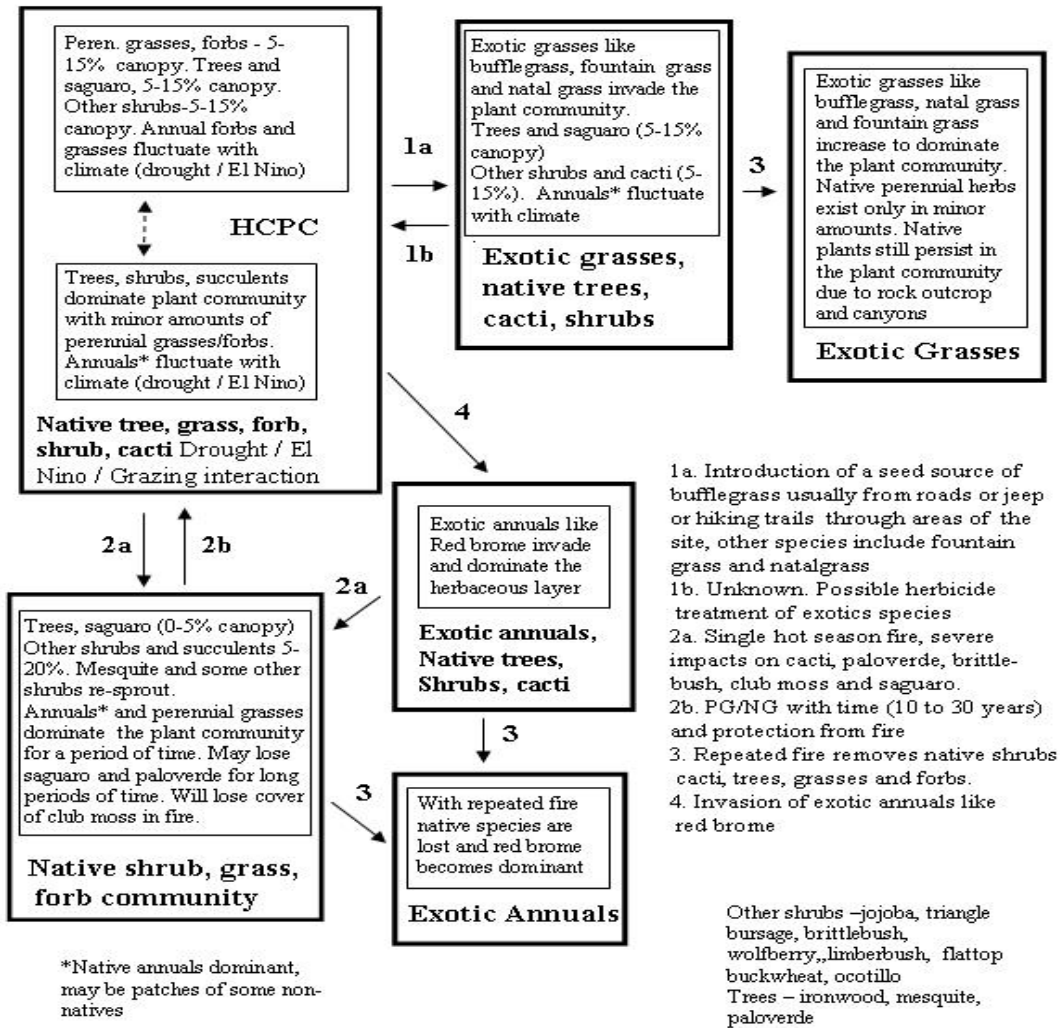 Peren. grasses, forbs - 5-
15% canopy. Trees and
saguaro, 5-15% canopy.
Other shrubs-5-15%
canopy. Annual forbs and
grasses fluctuate with
climate (drought / El Nino)
HCPC
Trees, shrubs, succulents
dominate plant community
with minor amounts of
perennial grasses/forbs.
Annuals* fluctuate with
climate (drought / El Nino)
Native tree, grass, forb,
shrub, cacti Drought / El
Nino / Grazing interaction
1a
1b
Exotic grasses like
bufflegrass, fountain grass
and natal grass invade the
plant community.
Trees and saguaro (5-15%
canopy)
Other shrubs and cacti (5-
15%). Annuals* fluctuate
with climate
Exotic grasses,
native trees,
cacti, shrubs
3
Exotic grasses like
bufflegrass, natal grass
and fountain grass
increase to dominate
the plant community.
Native perennial herbs
exist only in minor
amounts. Native
plants still persist in
the plant community
due to rock outcrop
and canyons
Exotic Grasses
4
2a
2b
Exotic annuals like
Red brome invade
and dominate the
herbaceous layer
Exotic annuals,
Native trees,
Shrubs, cacti
2a
Trees, saguaro (0-5% canopy)
Other shrubs and succulents 5-
20%. Mesquite and some other
shrubs re-sprout.
Annuals* and perennial grasses
dominate the plant community
for a period of time. May lose
saguaro and paloverde for long
periods of time. Will lose cover
of club moss in fire.
Native shrub, grass,
forb community
3
3
With repeated fire
native species are
lost and red brome
becomes dominant
Exotic Annuals
1a. Introduction of a seed source of
bufflegrass usually from roads or jeep
or hiking trails through areas of the
site, other species include fountain
grass and natalgrass
1b. Unknown. Possible herbicide
treatment of exotics species
2a. Single hot season fire, severe
impacts on cacti, paloverde, brittle-
bush, club moss and saguaro.
2b. PG/NG with time (10 to 30 years)
and protection from fire
3. Repeated fire removes native shrubs
cacti, trees, grasses and forbs.
4. Invasion of exotic annuals like
red brome
*Native annuals dominant,
may be patches of some non-
natives
Other shrubs –jojoba, triangle
bursage, brittlebush,
wolfberry,,limberbush, flattop
buckwheat, ocotillo
Trees – ironwood, mesquite,
paloverde